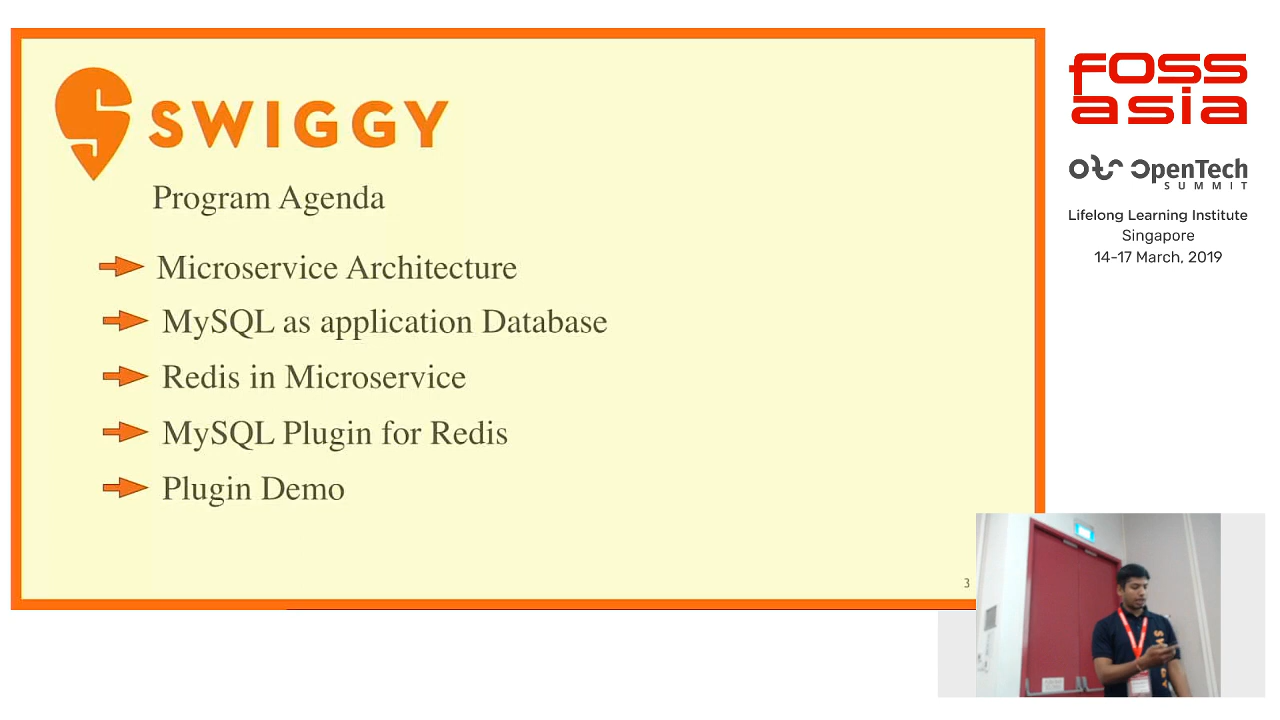 SWIGGY
Program Agenda
Microservice Architecture
MySQL as application Database
Redis in Microservice
MySQL Plugin for Redis
Plugin Demo
3
fOSS
asia
OpenTech
SUMMIT
Lifelong Learning Institute
Singapore
14-17 March, 2019